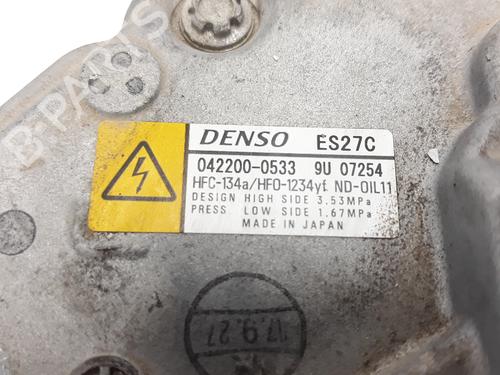 B-PARTS
DENSO ES27C
042200-0533 9U 07254
HFC-134a/HFO-1234yf ND-OIL11
DESIGN HIGH SIDE 3.53MPa
PRESS. LOW SIDE 1.67MPa
MADE IN JAPAN
17.9.27